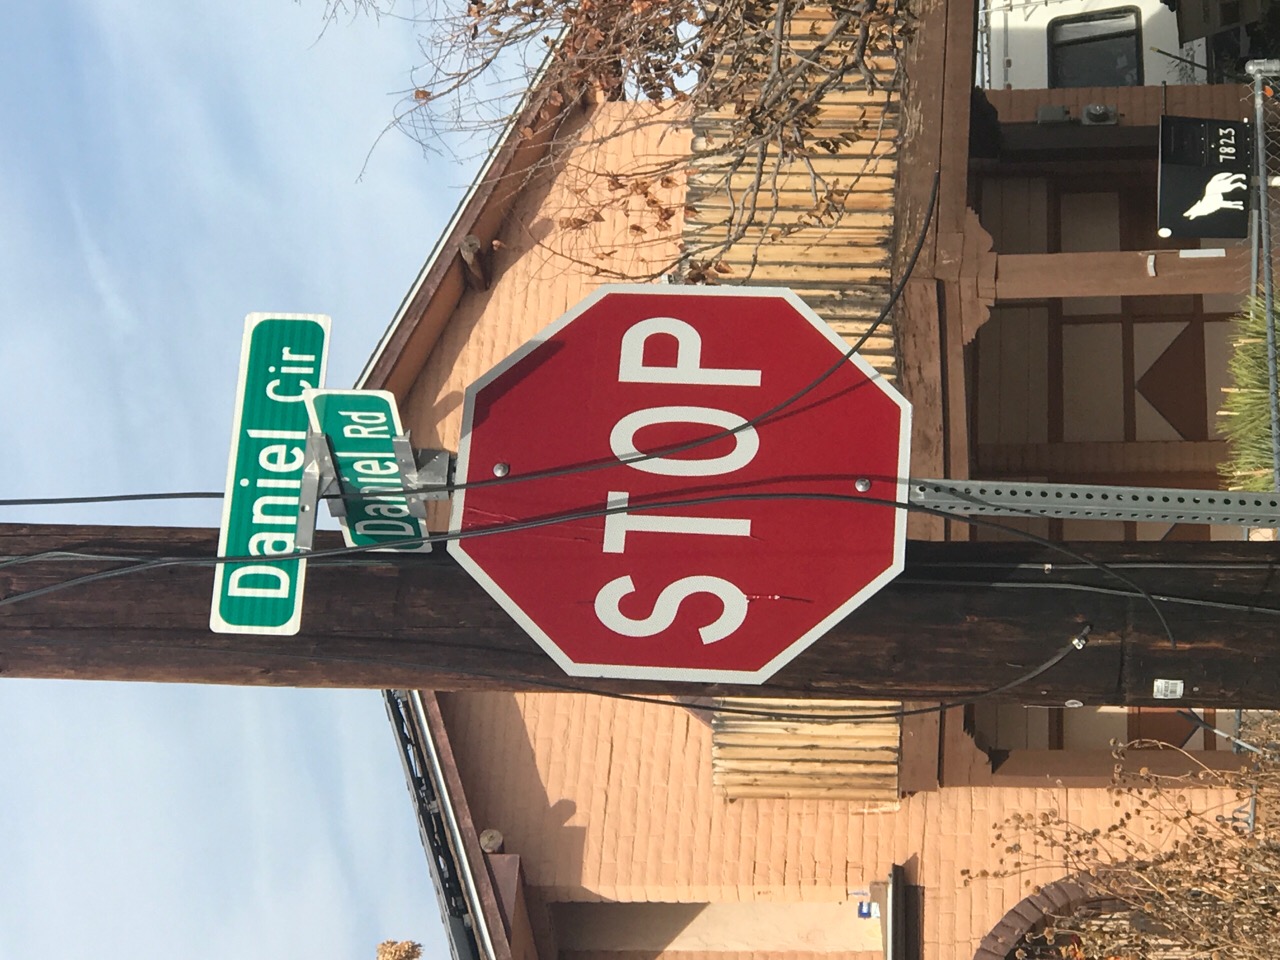 Daniel Cir
Daniel Rd
STOP
7823